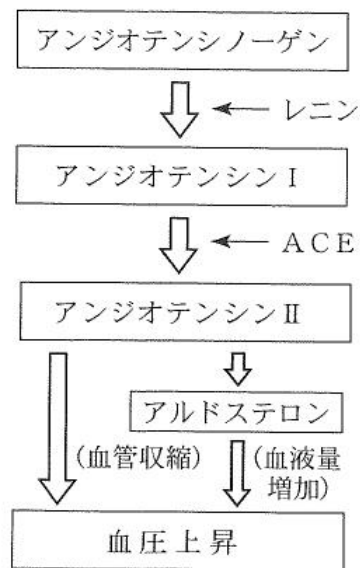 アンジオテンシノーゲン
レニン
アンジオテンシンⅠ
ACE
アンジオテンシンⅡ
アルドステロン
(血管収縮)
(血液量
増加)
血圧上昇